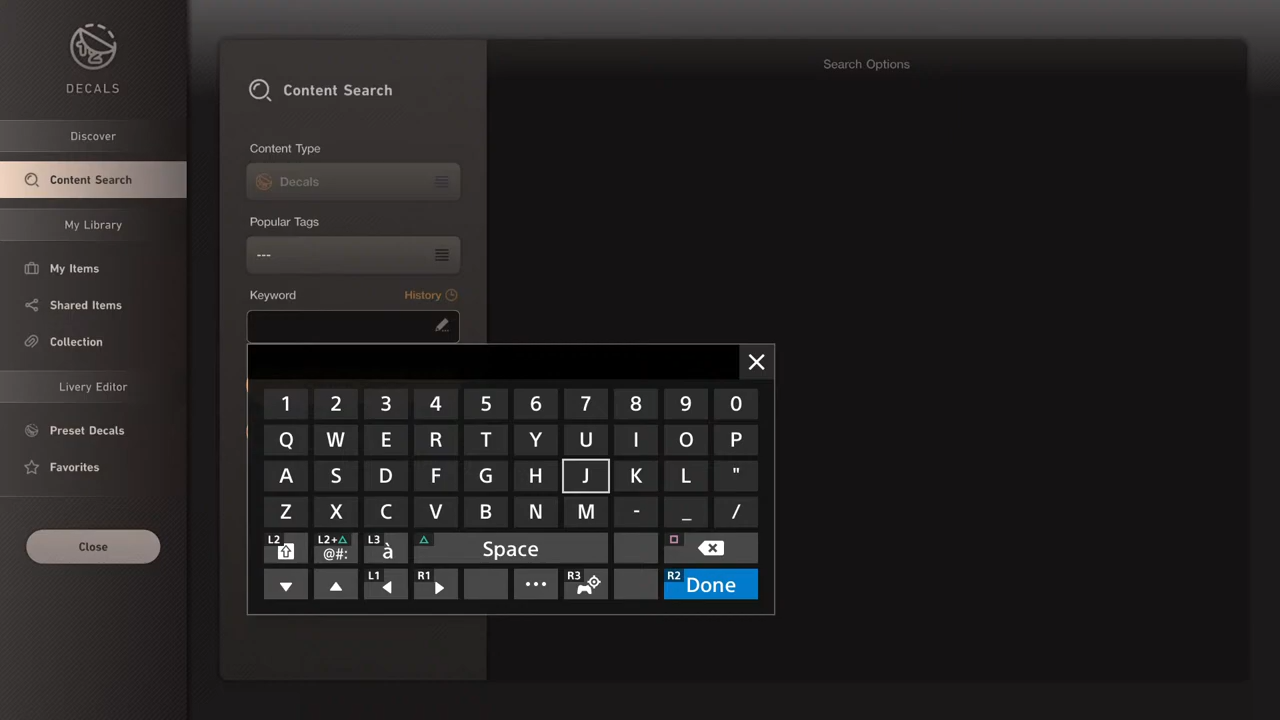 DECALS
Discover
Content Search
My Library
My Items
Shared Items
Collection
Livery Editor
Preset Decals
Favorites
Close
Content Search
Content Type
Decals
Popular Tags
---
Keyword History
1 2 3 4 5 6 7 8 9 0
Q W E R T Y U I O P
A S D F G H J K L "
Z X C V B N M - _ /
L2 L2+△ @#: L3 à △ Space □
L1 R1 ... R3 R2 Done
Search Options